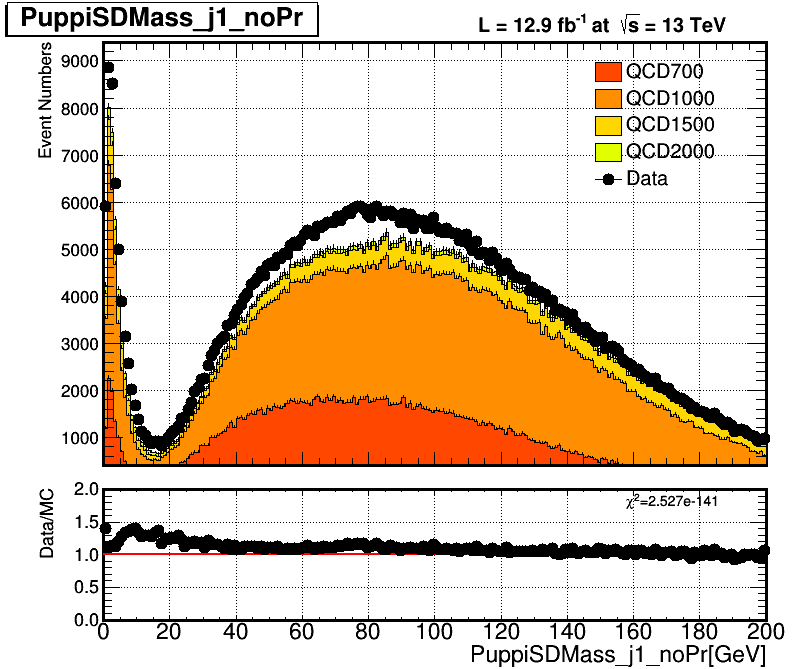 PuppiSDMass_j1_noPr
L = 12.9 fb⁻¹ at √s = 13 TeV
Event Numbers
9000
8000
7000
6000
5000
4000
3000
2000
1000
QCD700
QCD1000
QCD1500
QCD2000
Data
Data/MC
2.0
1.5
1.0
0.5
0.0
χ²=2.527e-141
0 20 40 60 80 100 120 140 160 180 200
PuppiSDMass_j1_noPr[GeV]